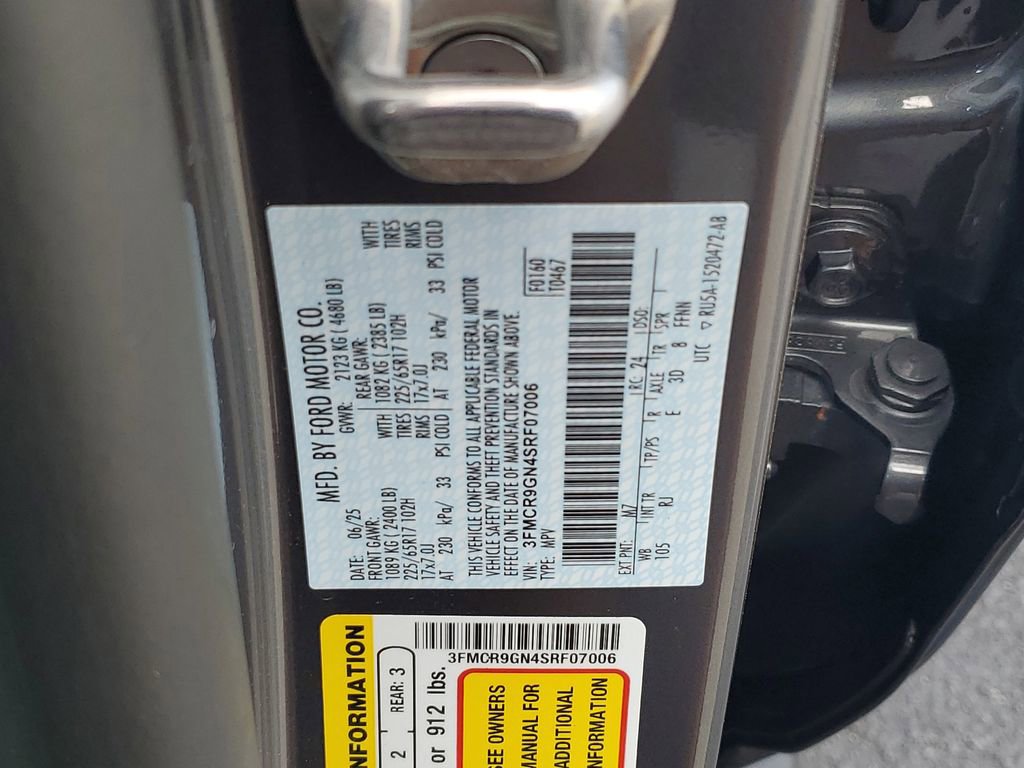 MFD. BY FORD MOTOR CO.
DATE: 06/25 GVWR: 2123 KG ( 4680 LB)
FRONT GAWR: REAR GAWR:
1089 KG (2400 LB) WITH 1082 KG (2385 LB) WITH
225/65R17 102H TIRES 225/65R17 102H TIRES
17x7.0J RIMS 17x7.0J RIMS
AT 230 kPa/ 33 PSI COLD AT 230 kPa/ 33 PSI COLD
THIS VEHICLE CONFORMS TO ALL APPLICABLE FEDERAL MOTOR
VEHICLE SAFETY AND THEFT PREVENTION STANDARDS IN
EFFECT ON THE DATE OF MANUFACTURE SHOWN ABOVE.
VIN: 3FMCR9GN4SRF07006 F0160
TYPE: MPV T0467
EXT PNT: M7 RC: 24 DSO:
WB INT TR TP/PS R AXLE TR SPR
105 RJ E 3D 8 FFNN
UTC ▽ RU5A-1520472-AB
NFORMATION
2 REAR: 3
or 912 lbs.
3FMCR9GN4SRF07006
SEE OWNERS
MANUAL FOR
ADDITIONAL
NFORMATION